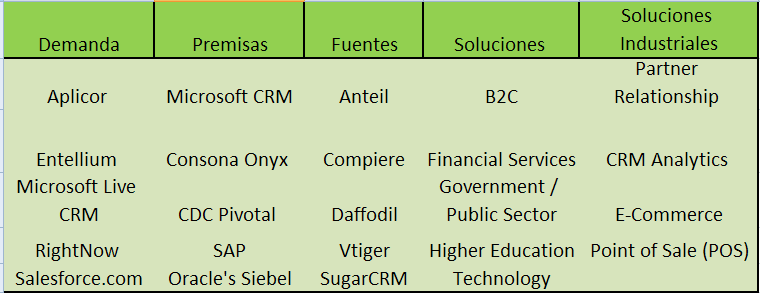 Demanda Premisas Fuentes Soluciones Soluciones Industriales
Aplicor Microsoft CRM Anteil B2C Partner Relationship
Entellium Consona Onyx Compiere Financial Services CRM Analytics
Microsoft Live CRM CDC Pivotal Daffodil Government / Public Sector E-Commerce
RightNow SAP Vtiger Higher Education Point of Sale (POS)
Salesforce.com Oracle's Siebel SugarCRM Technology